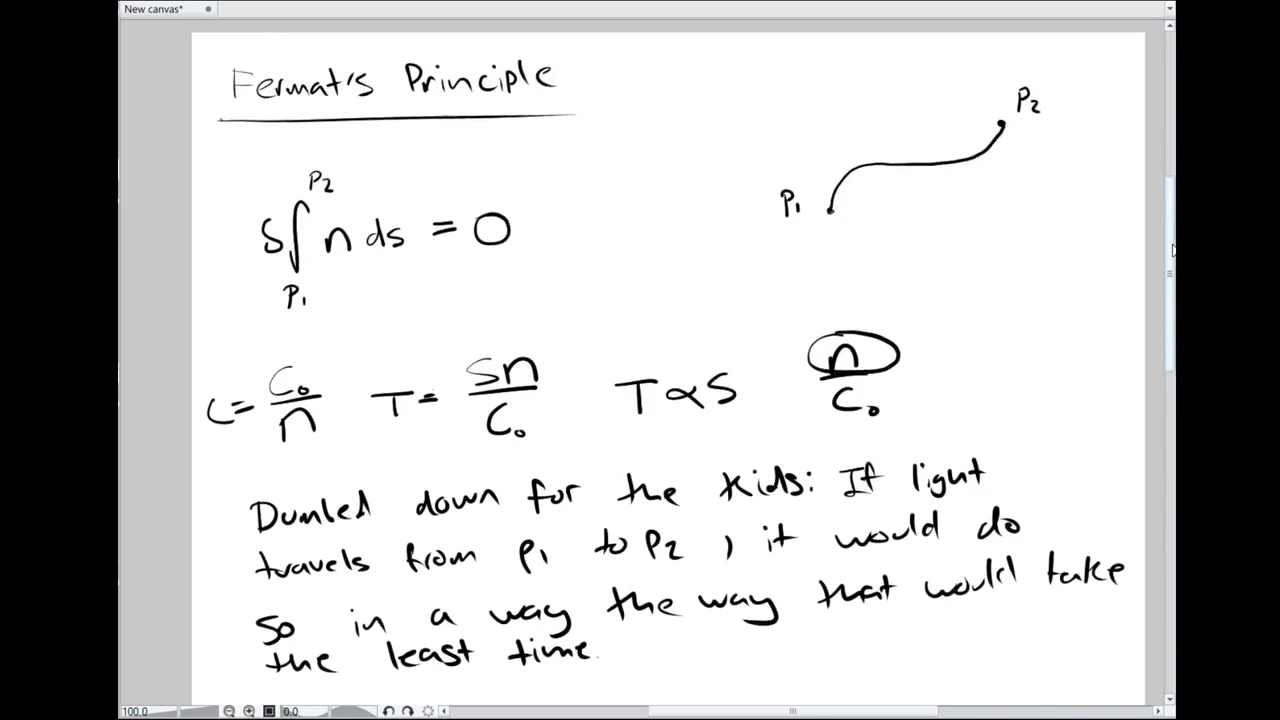 New canvas*
Fermat's Principle
P2
P1
P2
δ∫ n ds = 0
P1
c = C₀/n T = Sn/C₀ T ∝ S n/C₀
Dumbed down for the kids: If light
travels from P1 to P2, it would do
so in a way the way that would take
the least time.
100.0
0.0